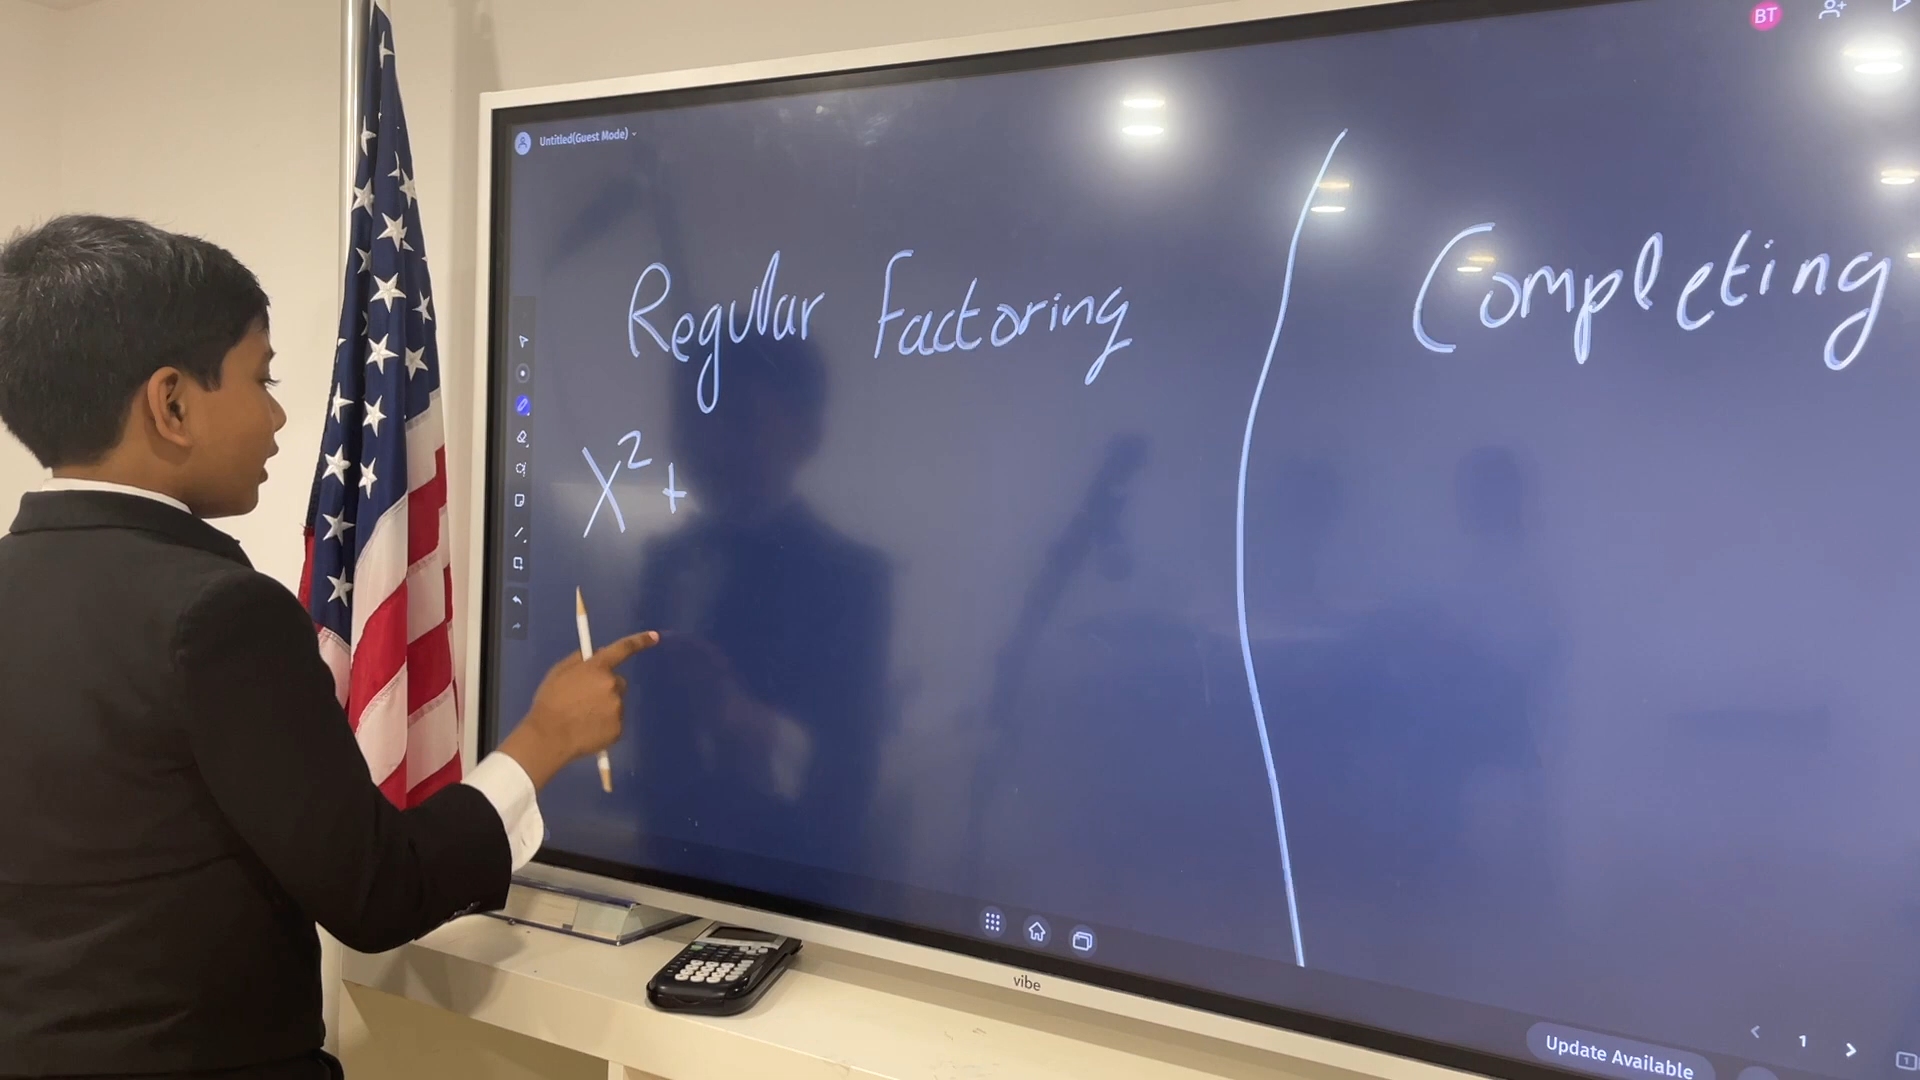 BT
Untitled(Guest Mode)
Regular Factoring
Completing
X² +
vibe
1
Update Available